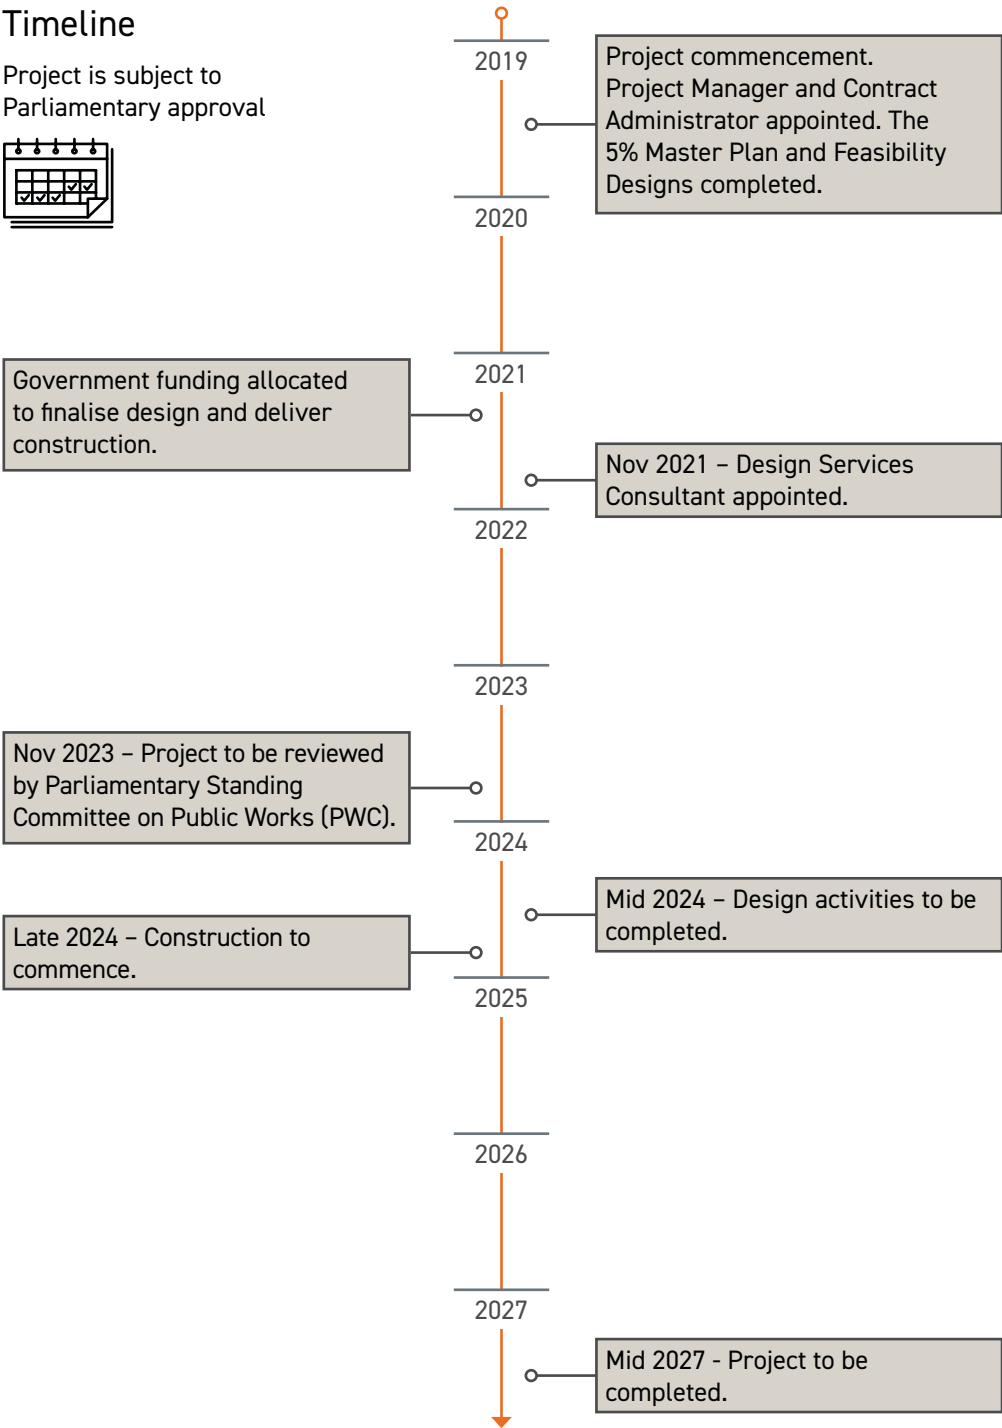 Timeline
Project is subject to
Parliamentary approval
2019
Project commencement.
Project Manager and Contract
Administrator appointed. The
5% Master Plan and Feasibility
Designs completed.
2020
2021
Government funding allocated
to finalise design and deliver
construction.
Nov 2021 – Design Services
Consultant appointed.
2022
2023
Nov 2023 – Project to be reviewed
by Parliamentary Standing
Committee on Public Works (PWC).
2024
Mid 2024 – Design activities to be
completed.
Late 2024 – Construction to
commence.
2025
2026
2027
Mid 2027 - Project to be
completed.